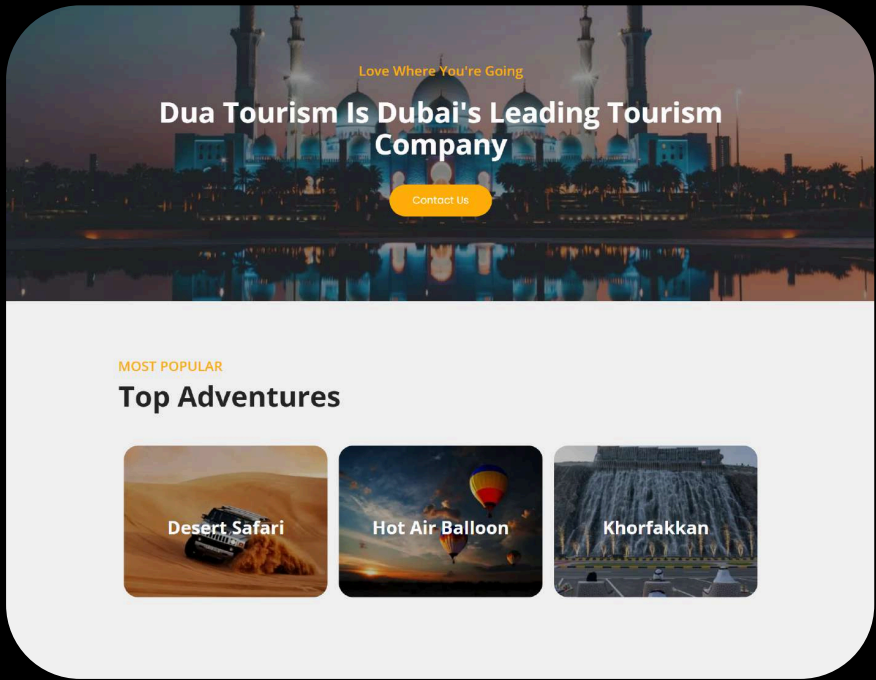 Love Where You're Going
Dua Tourism Is Dubai's Leading Tourism
Company
Contact Us
MOST POPULAR
Top Adventures
Desert Safari
Hot Air Balloon
Khorfakkan